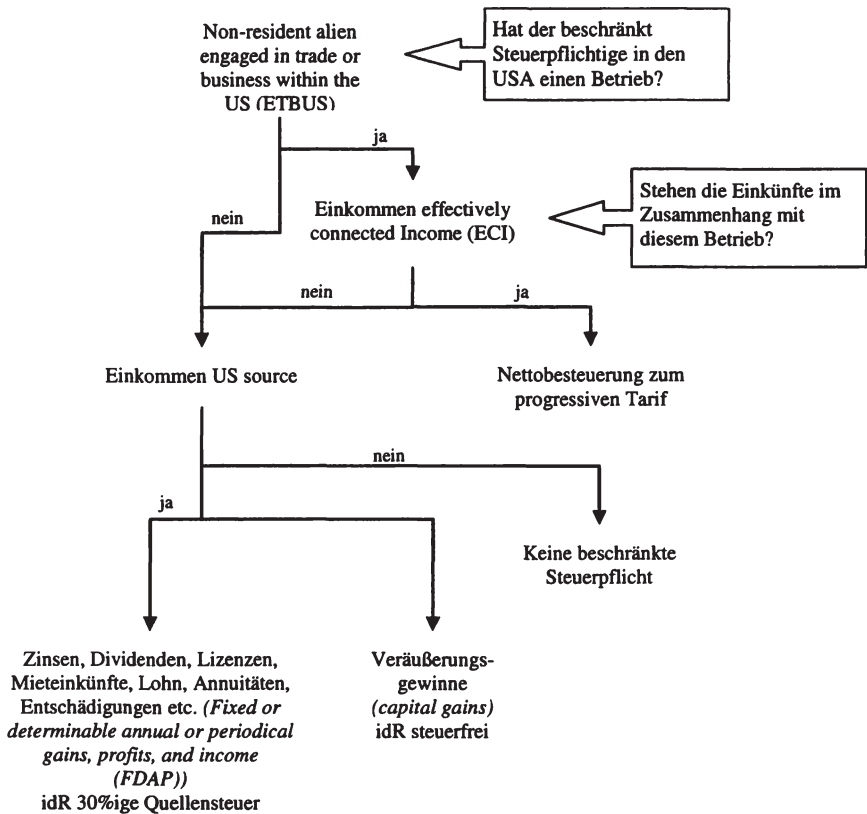 Non-resident alien
engaged in trade or
business within the
US (ETBUS)
Hat der beschränkt
Steuerpflichtige in den
USA einen Betrieb?
ja
nein
Einkommen effectively
connected Income (ECI)
Stehen die Einkünfte im
Zusammenhang mit
diesem Betrieb?
nein
ja
Einkommen US source
Nettobesteuerung zum
progressiven Tarif
nein
ja
Keine beschränkte
Steuerpflicht
Zinsen, Dividenden, Lizenzen,
Mieteinkünfte, Lohn, Annuitäten,
Entschädigungen etc. (Fixed or
determinable annual or periodical
gains, profits, and income
(FDAP))
idR 30%ige Quellensteuer
Veräußerungs-
gewinne
(capital gains)
idR steuerfrei